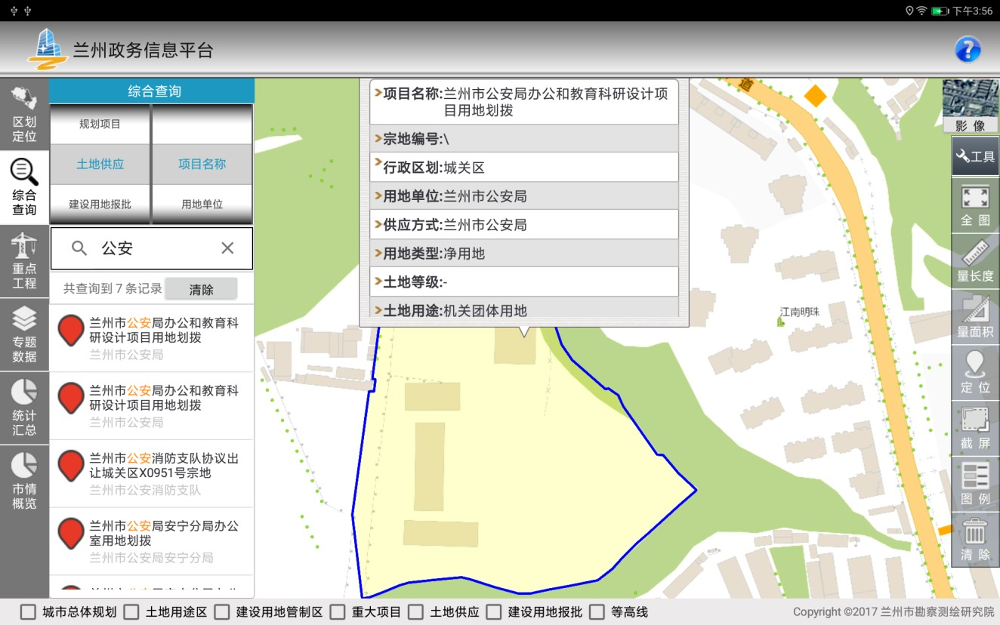 下午3:56
兰州政务信息平台
区划
定位
综合
查询
重点
工程
专题
数据
统计
汇总
市情
概览
综合查询
规划项目
土地供应
项目名称
建设用地报批
用地单位
公安
共查询到 7 条记录
清除
兰州市公安局办公和教育科
研设计项目用地划拨
兰州市公安局
兰州市公安局办公和教育科
研设计项目用地划拨
兰州市公安局
兰州市公安消防支队协议出
让城关区X0951号宗地
兰州市公安消防支队
兰州市公安局安宁分局办公
室用地划拨
兰州市公安局安宁分局
项目名称:兰州市公安局办公和教育科研设计项
目用地划拨
宗地编号:\
行政区划:城关区
用地单位:兰州市公安局
供应方式:兰州市公安局
用地类型:净用地
土地等级:-
土地用途:机关团体用地
道
江南明珠
影像
工具
全图
量长度
量面积
定位
截屏
图例
清除
城市总体规划
土地用途区
建设用地管制区
重大项目
土地供应
建设用地报批
等高线
Copyright ©2017 兰州市勘察测绘研究院